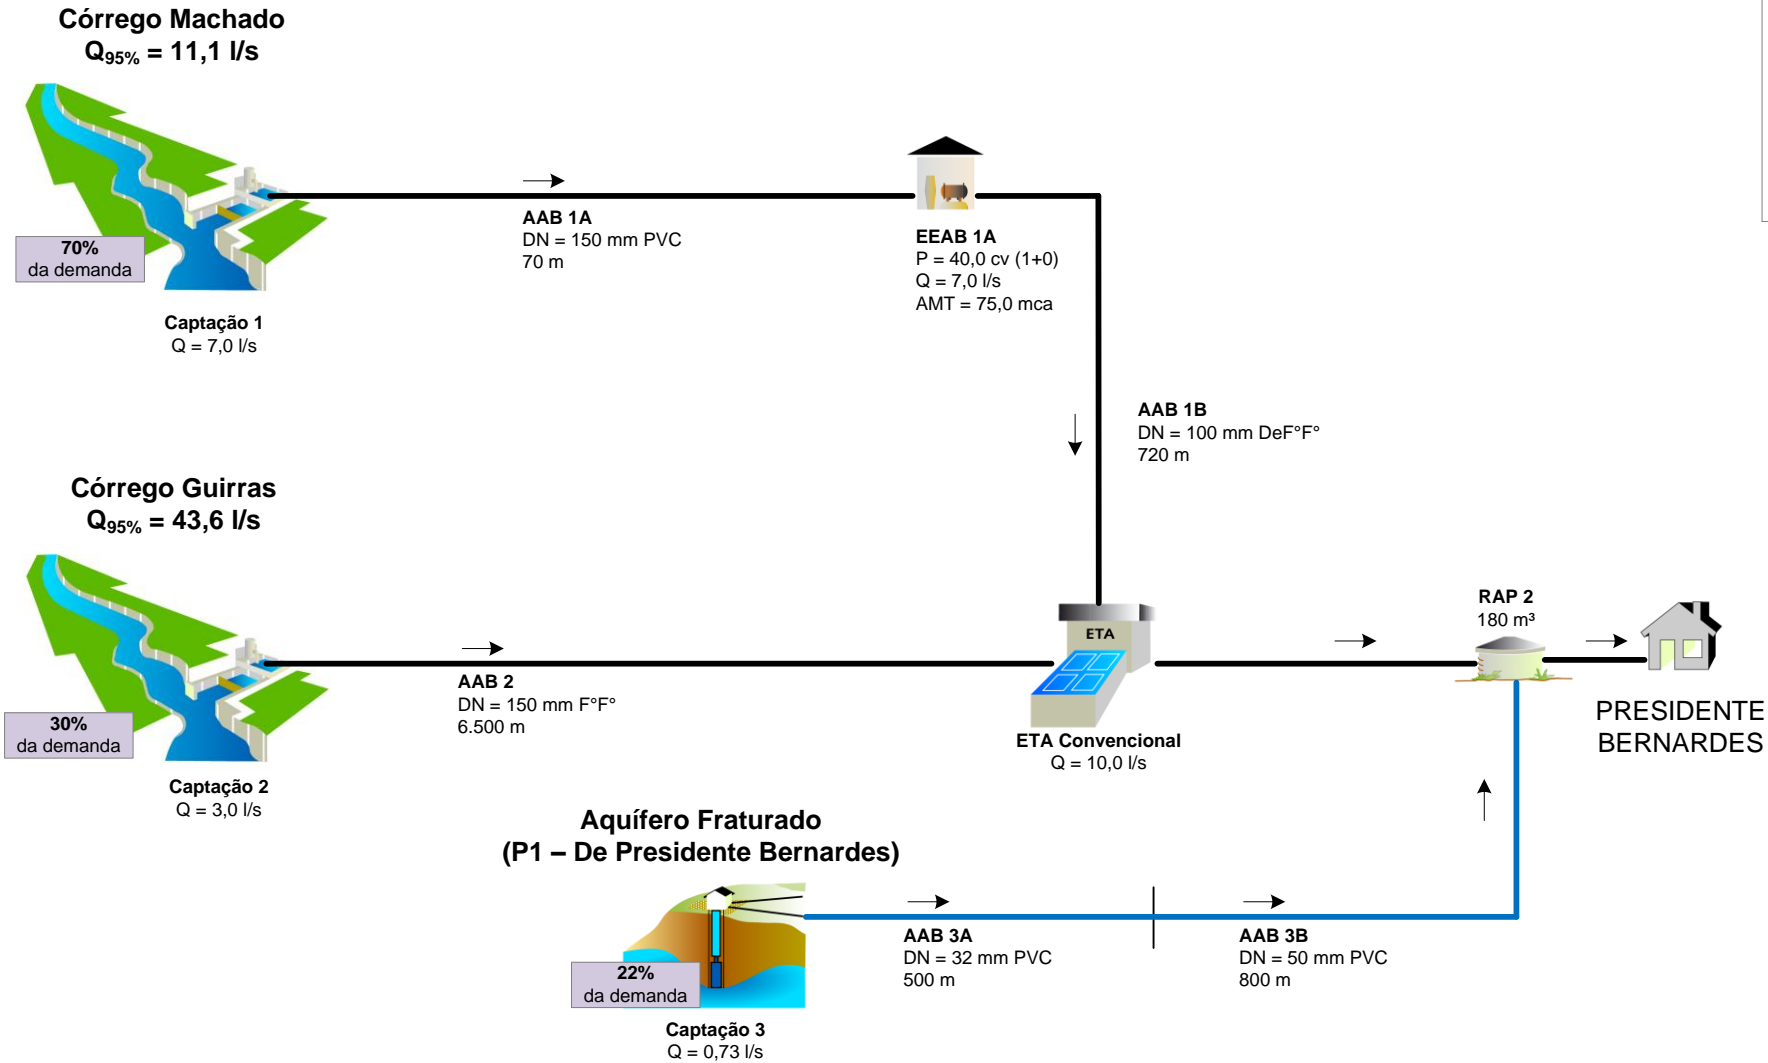 Córrego Machado
Q95% = 11,1 l/s
70%
da demanda
Captação 1
Q = 7,0 l/s
AAB 1A
DN = 150 mm PVC
70 m
EEAB 1A
P = 40,0 cv (1+0)
Q = 7,0 l/s
AMT = 75,0 mca
AAB 1B
DN = 100 mm DeF°F°
720 m
Córrego Guirras
Q95% = 43,6 l/s
30%
da demanda
Captação 2
Q = 3,0 l/s
AAB 2
DN = 150 mm F°F°
6.500 m
ETA
ETA Convencional
Q = 10,0 l/s
RAP 2
180 m³
PRESIDENTE
BERNARDES
Aquífero Fraturado
(P1 – De Presidente Bernardes)
22%
da demanda
Captação 3
Q = 0,73 l/s
AAB 3A
DN = 32 mm PVC
500 m
AAB 3B
DN = 50 mm PVC
800 m